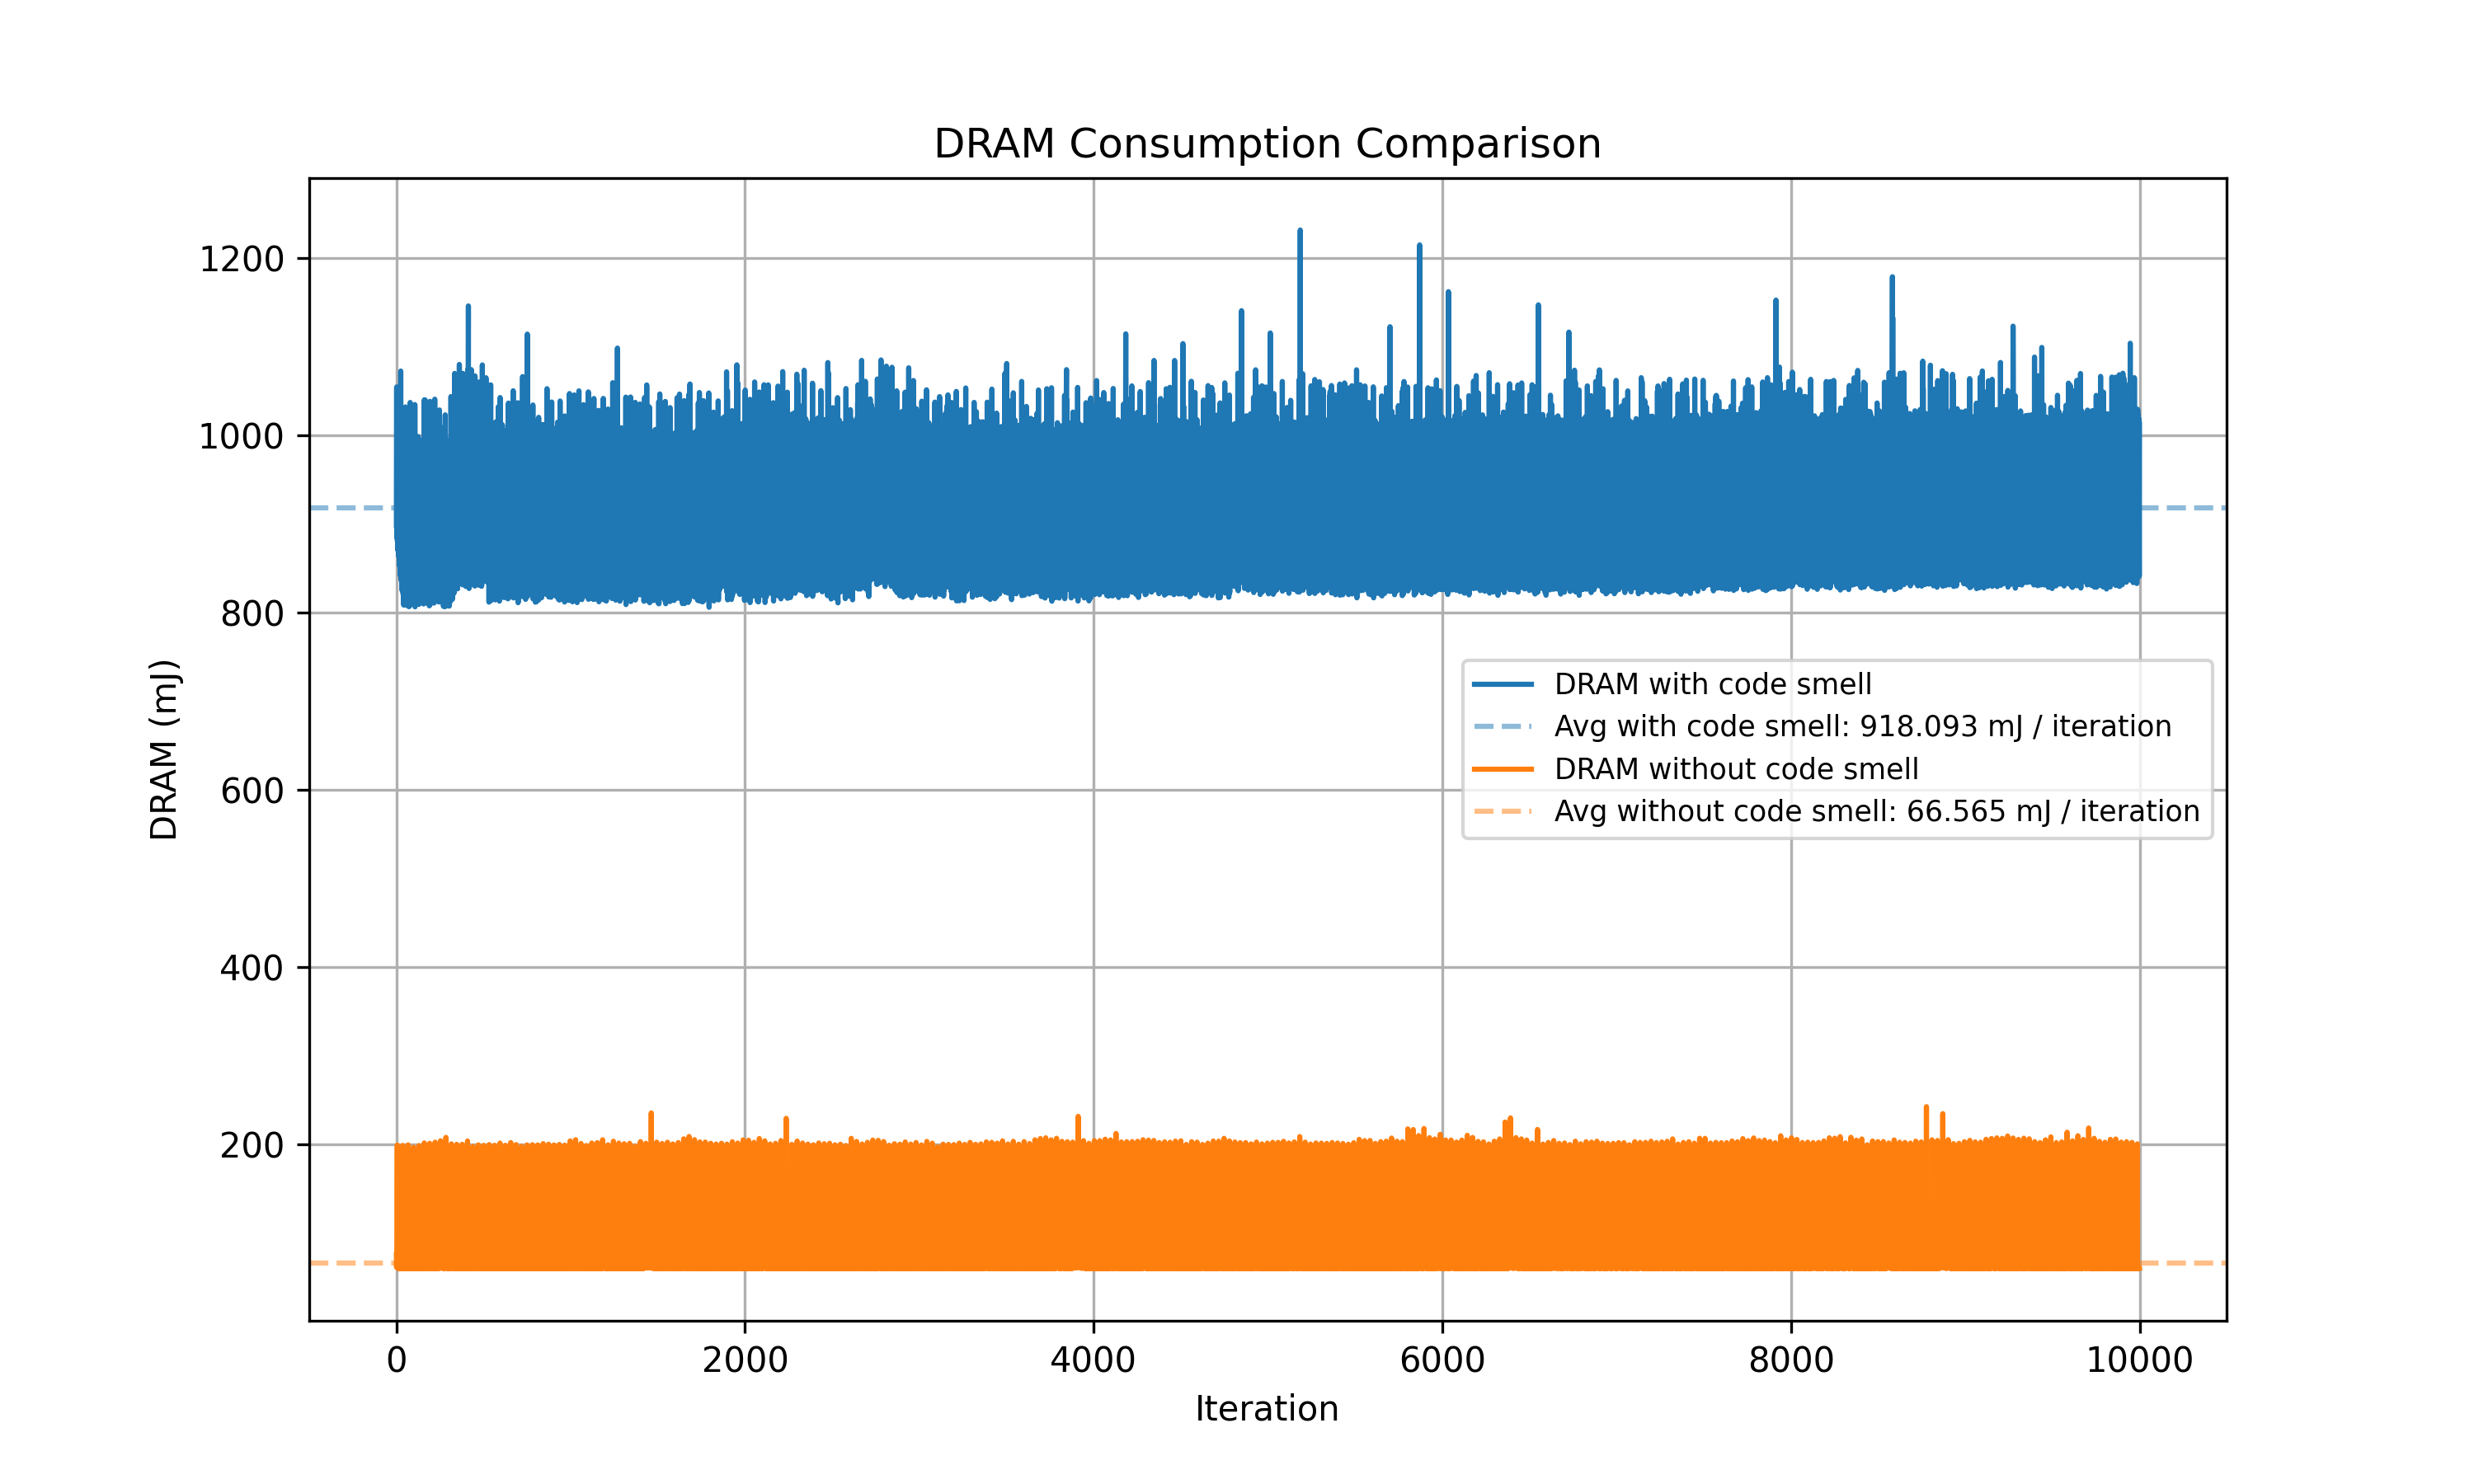 DRAM Consumption Comparison
1200
1000
800
600
400
200
DRAM (mJ)
DRAM with code smell
Avg with code smell: 918.093 mJ / iteration
DRAM without code smell
Avg without code smell: 66.565 mJ / iteration
0 2000 4000 6000 8000 10000
Iteration